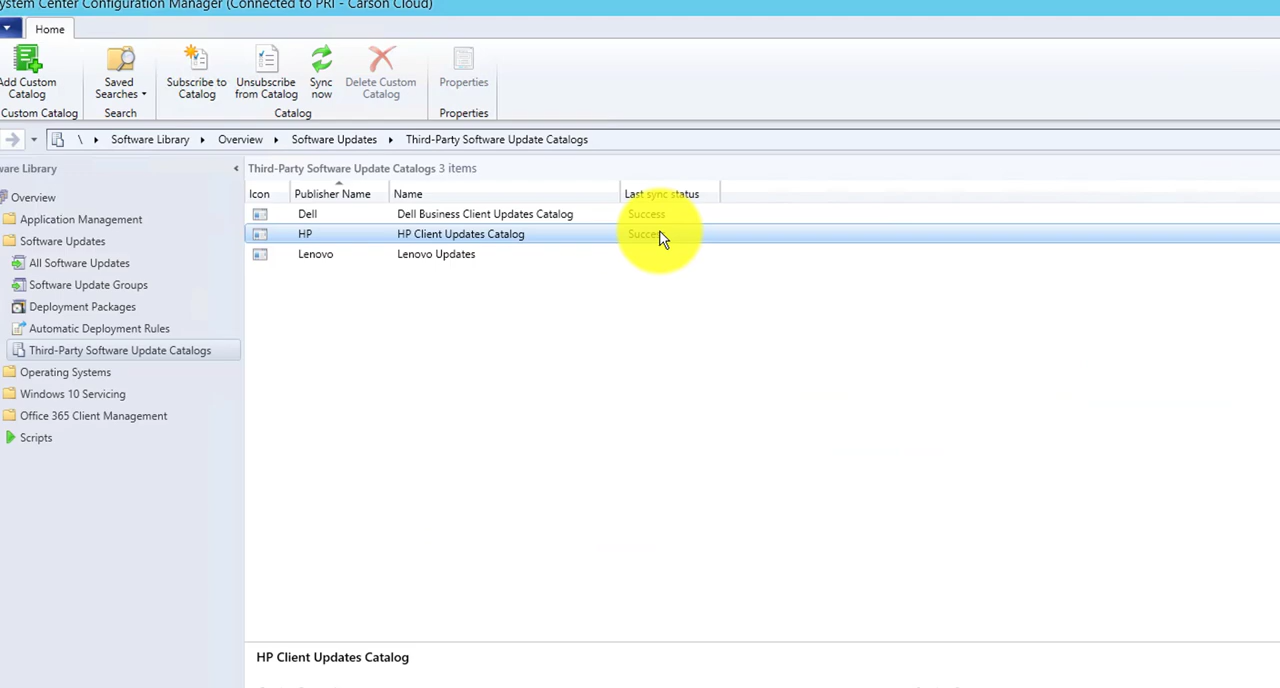 ystem Center Configuration Manager (Connected to PRI - Carson Cloud)
Home
Add Custom
Catalog
Saved
Searches
Subscribe to
Catalog
Unsubscribe
from Catalog
Sync
now
Delete Custom
Catalog
Properties
Custom Catalog
Search
Catalog
Properties
\ Software Library Overview Software Updates Third-Party Software Update Catalogs
ware Library
Third-Party Software Update Catalogs 3 items
Icon Publisher Name Name Last sync status
Dell Dell Business Client Updates Catalog Success
HP HP Client Updates Catalog Success
Lenovo Lenovo Updates
Overview
Application Management
Software Updates
All Software Updates
Software Update Groups
Deployment Packages
Automatic Deployment Rules
Third-Party Software Update Catalogs
Operating Systems
Windows 10 Servicing
Office 365 Client Management
Scripts
HP Client Updates Catalog